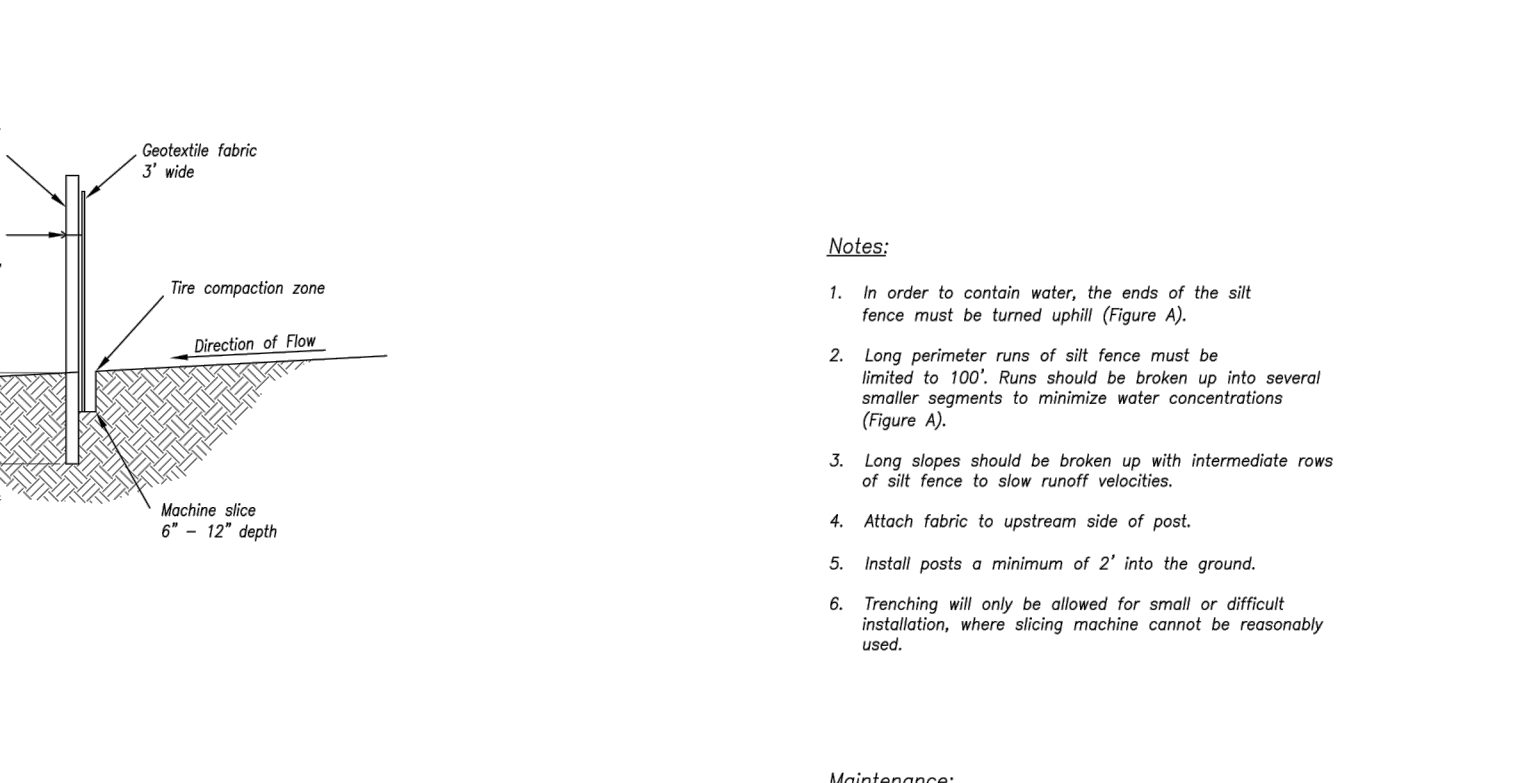 Geotextile fabric
3' wide
Tire compaction zone
Direction of Flow
Machine slice
6" – 12" depth
Notes:
1. In order to contain water, the ends of the silt
fence must be turned uphill (Figure A).
2. Long perimeter runs of silt fence must be
limited to 100'. Runs should be broken up into several
smaller segments to minimize water concentrations
(Figure A).
3. Long slopes should be broken up with intermediate rows
of silt fence to slow runoff velocities.
4. Attach fabric to upstream side of post.
5. Install posts a minimum of 2' into the ground.
6. Trenching will only be allowed for small or difficult
installation, where slicing machine cannot be reasonably
used.
Maintenance: